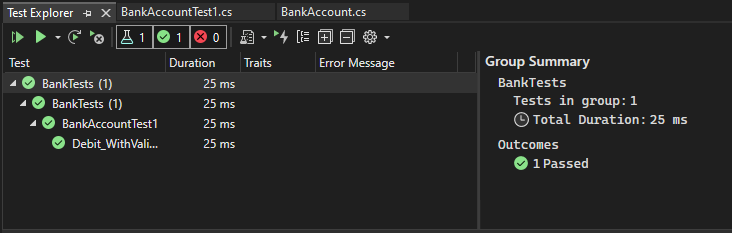 Test Explorer
BankAccountTest1.cs
BankAccount.cs
1 1 0
Test Duration Traits Error Message
BankTests (1) 25 ms
BankTests (1) 25 ms
BankAccountTest1 25 ms
Debit_WithVali... 25 ms
Group Summary
BankTests
Tests in group: 1
Total Duration: 25 ms
Outcomes
1 Passed